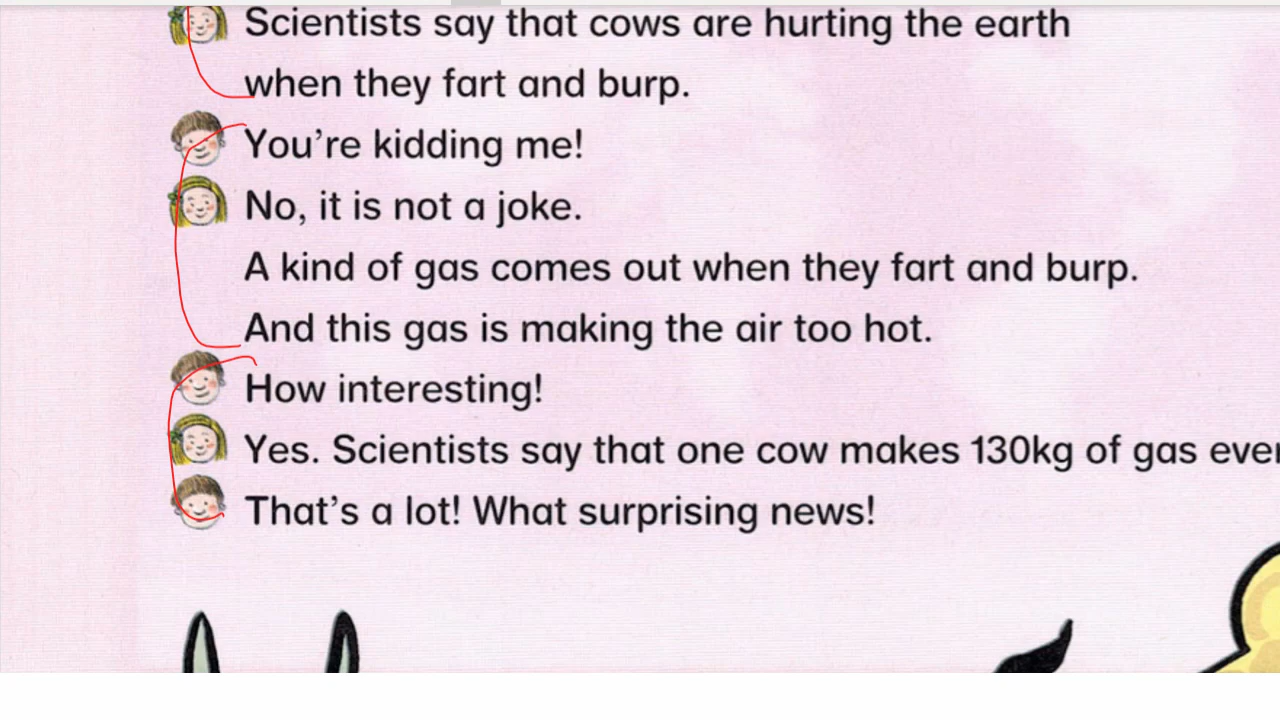 Scientists say that cows are hurting the earth
when they fart and burp.
You're kidding me!
No, it is not a joke.
A kind of gas comes out when they fart and burp.
And this gas is making the air too hot.
How interesting!
Yes. Scientists say that one cow makes 130kg of gas
That's a lot! What surprising news!